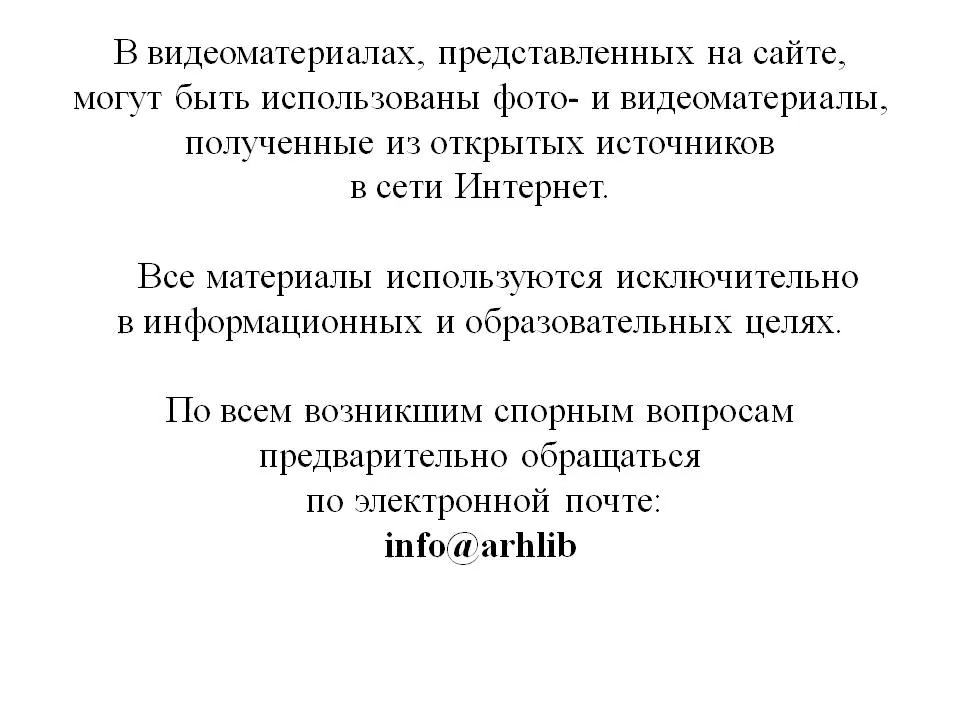 В видеоматериалах, представленных на сайте,
могут быть использованы фото- и видеоматериалы,
полученные из открытых источников
в сети Интернет.
Все материалы используются исключительно
в информационных и образовательных целях.
По всем возникшим спорным вопросам
предварительно обращаться
по электронной почте:
info@arhlib